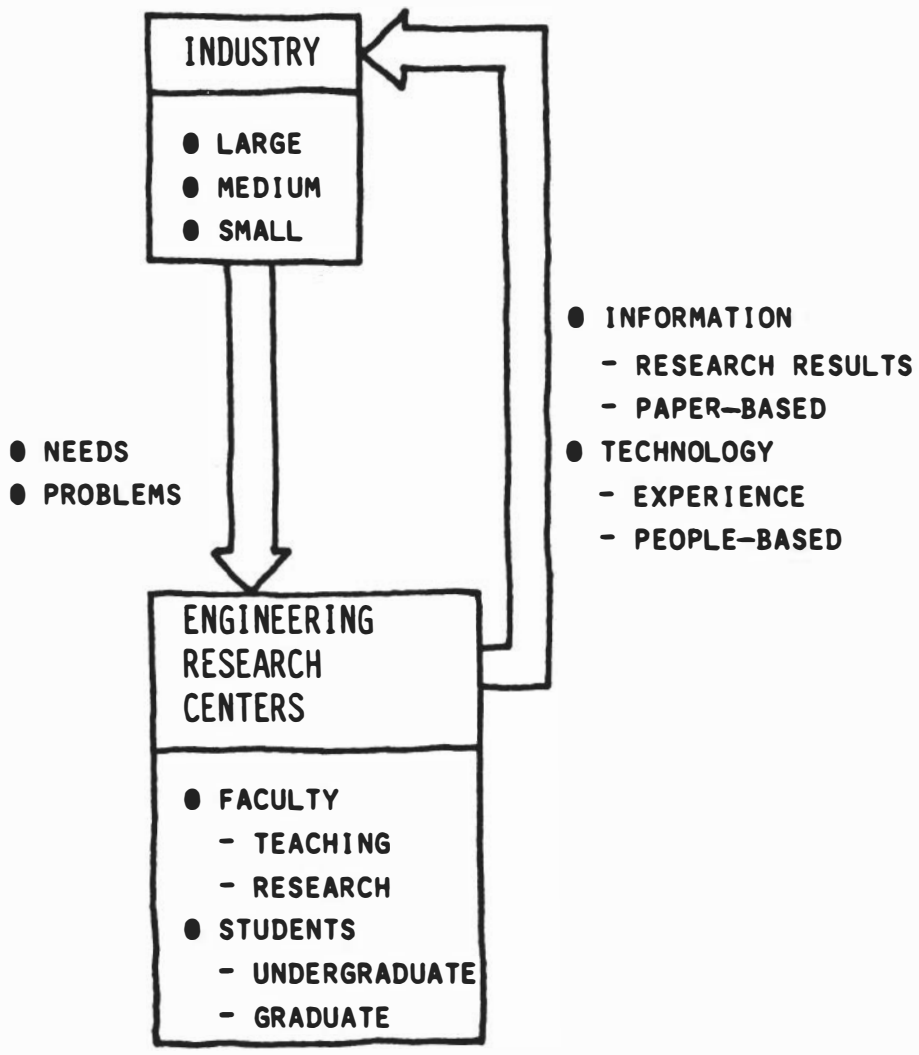 INDUSTRY
● LARGE
● MEDIUM
● SMALL
● NEEDS
● PROBLEMS
● INFORMATION
- RESEARCH RESULTS
- PAPER-BASED
● TECHNOLOGY
- EXPERIENCE
- PEOPLE-BASED
ENGINEERING
RESEARCH
CENTERS
● FACULTY
- TEACHING
- RESEARCH
● STUDENTS
- UNDERGRADUATE
- GRADUATE